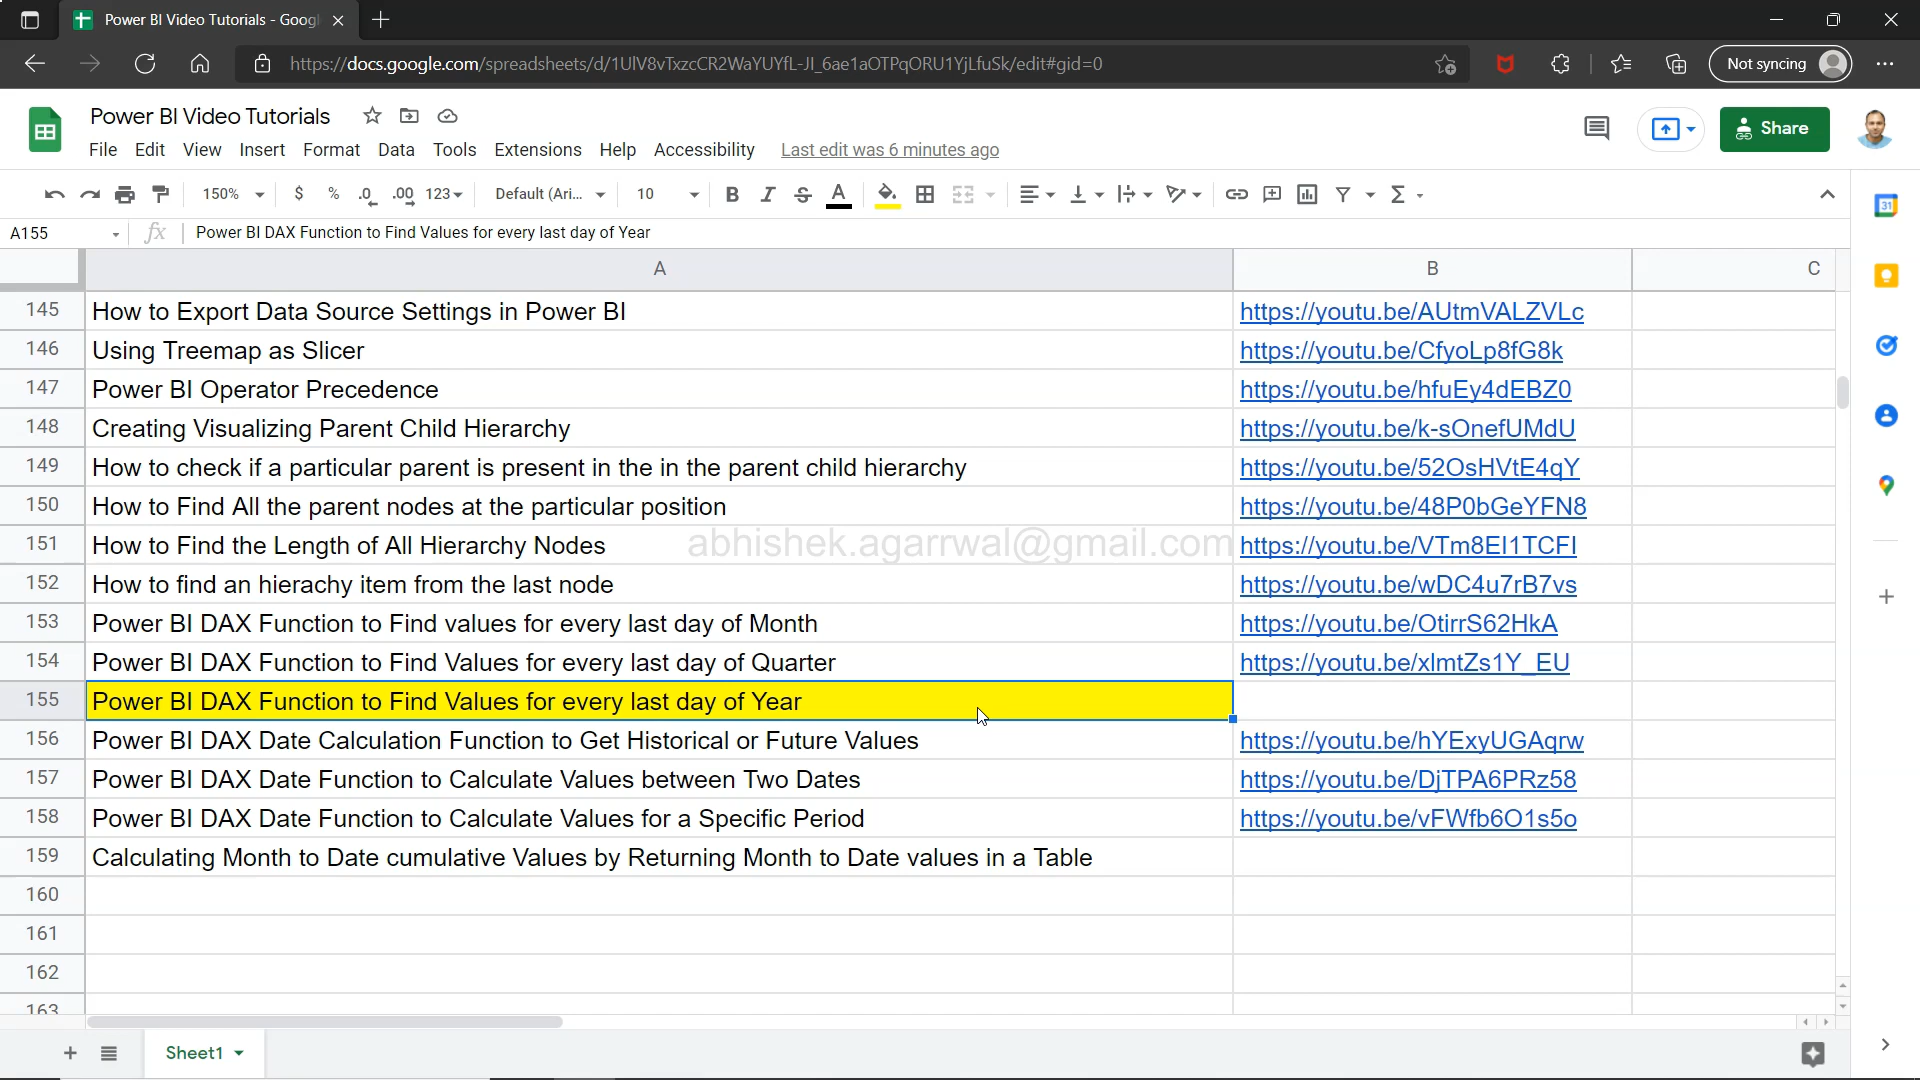 Power BI Video Tutorials - Goog
Not syncing
https://docs.google.com/spreadsheets/d/1UlV8vTxzcCR2WaYUYfL-JI_6ae1aOTPqORU1YjLfuSk/edit#gid=0
Power BI Video Tutorials
Share
File Edit View Insert Format Data Tools Extensions Help Accessibility Last edit was 6 minutes ago
150% $ % .0 .00 123 Default (Ari... 10 B I S A Σ
31
A155 fx Power BI DAX Function to Find Values for every last day of Year
A B C
145 How to Export Data Source Settings in Power BI https://youtu.be/AUtmVALZVLc
146 Using Treemap as Slicer https://youtu.be/CfyoLp8fG8k
147 Power BI Operator Precedence https://youtu.be/hfuEy4dEBZ0
148 Creating Visualizing Parent Child Hierarchy https://youtu.be/k-sOnefUMdU
149 How to check if a particular parent is present in the in the parent child hierarchy https://youtu.be/52OsHVtE4qY
150 How to Find All the parent nodes at the particular position https://youtu.be/48P0bGeYFN8
151 How to Find the Length of All Hierarchy Nodes https://youtu.be/VTm8EI1TCFI
abhishek.agarrwal@gmail.com
152 How to find an hierachy item from the last node https://youtu.be/wDC4u7rB7vs
153 Power BI DAX Function to Find values for every last day of Month https://youtu.be/OtirrS62HkA
154 Power BI DAX Function to Find Values for every last day of Quarter https://youtu.be/xlmtZs1Y_EU
155 Power BI DAX Function to Find Values for every last day of Year
156 Power BI DAX Date Calculation Function to Get Historical or Future Values https://youtu.be/hYExyUGAqrw
157 Power BI DAX Date Function to Calculate Values between Two Dates https://youtu.be/DjTPA6PRz58
158 Power BI DAX Date Function to Calculate Values for a Specific Period https://youtu.be/vFWfb6O1s5o
159 Calculating Month to Date cumulative Values by Returning Month to Date values in a Table
160
161
162
163
Sheet1